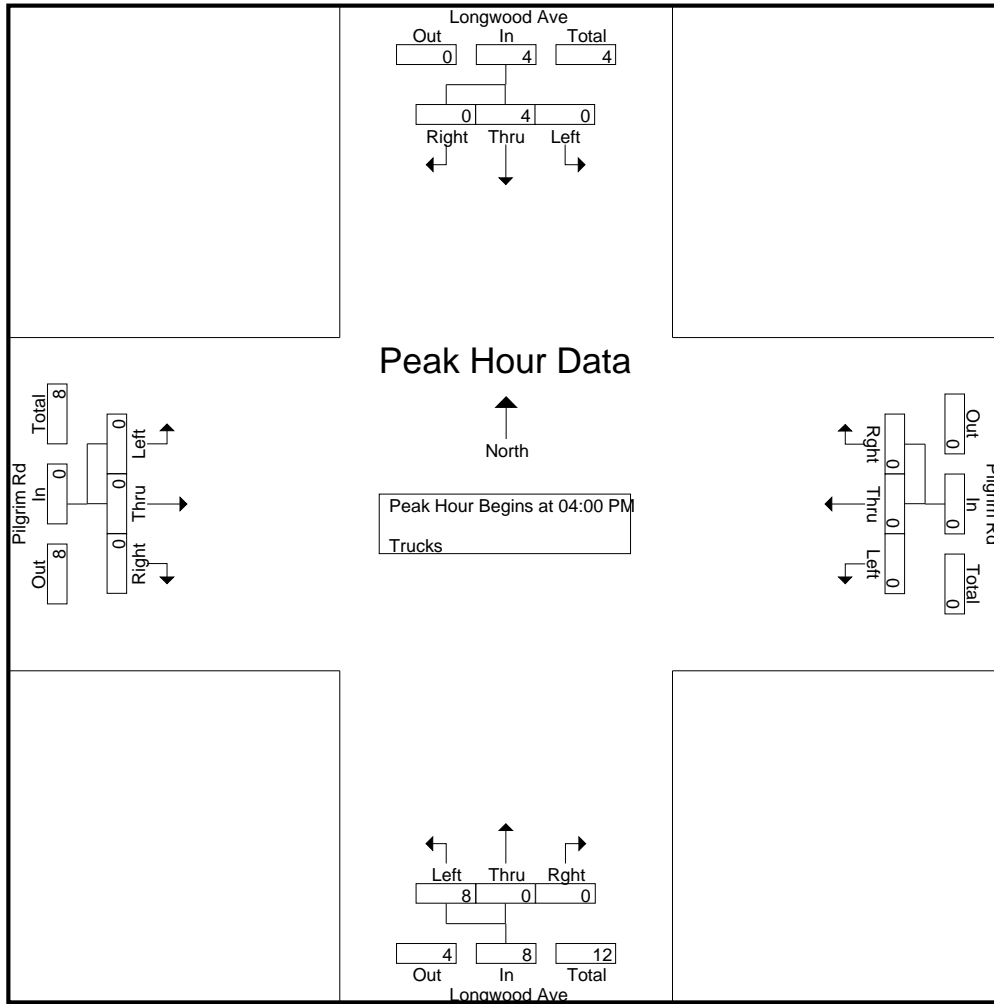 Longwood Ave
Out In Total
0 4 4
0 4 0
Right Thru Left
Peak Hour Data
North
Peak Hour Begins at 04:00 PM
Trucks
Pilgrim Rd
Out In Total
8 0 8
Right Thru Left
0 0 0
Pilgrim Rd
Out In Total
0 0 0
Rght Thru Left
0 0 0
Left Thru Rght
8 0 0
4 8 12
Out In Total
Longwood Ave